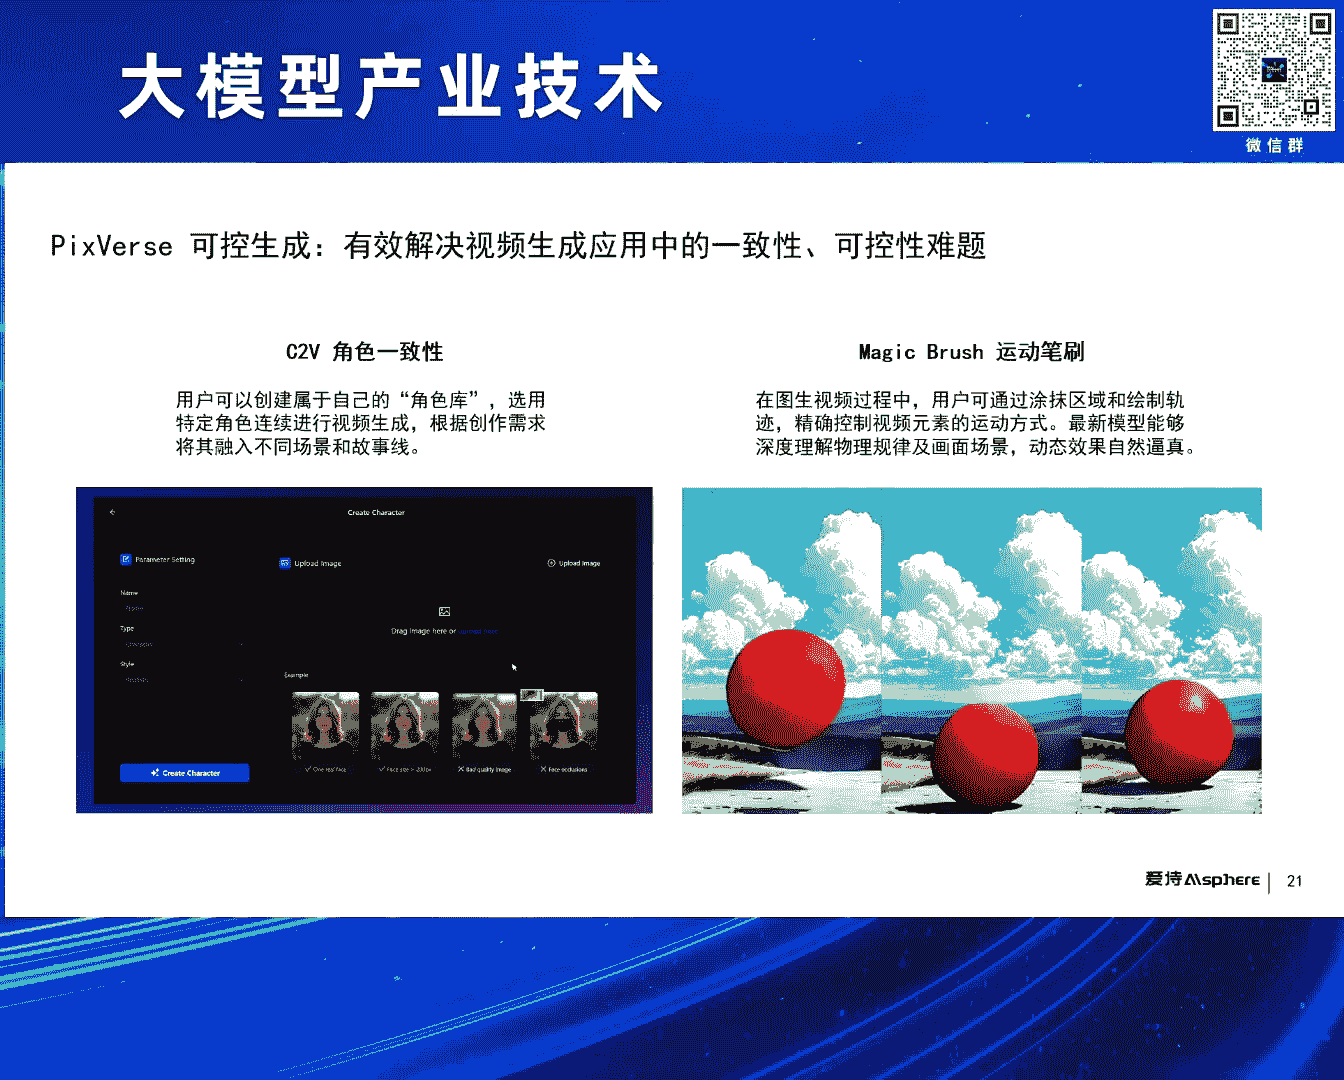 大模型产业技术
微信群
PixVerse 可控生成：有效解决视频生成应用中的一致性、可控性难题
C2V 角色一致性
用户可以创建属于自己的“角色库”，选用
特定角色连续进行视频生成，根据创作需求
将其融入不同场景和故事线。
Magic Brush 运动笔刷
在图生视频过程中，用户可通过涂抹区域和绘制轨
迹，精确控制视频元素的运动方式。最新模型能够
深度理解物理规律及画面场景，动态效果自然逼真。
Create Character
Parameter Setting
Name
Type
Style
Create Character
Upload Image
Upload Image
Drag image here or
Example
One real face
Face size > 200px
Bad quality image
Face occlusions
爱诗AIsphere
21